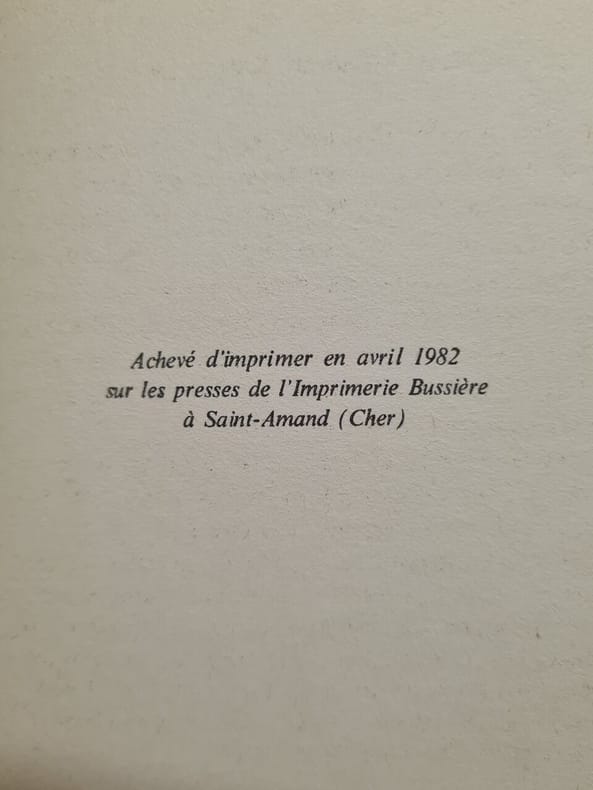 Achevé d'imprimer en avril 1982
sur les presses de l'Imprimerie Bussière
à Saint-Amand (Cher)